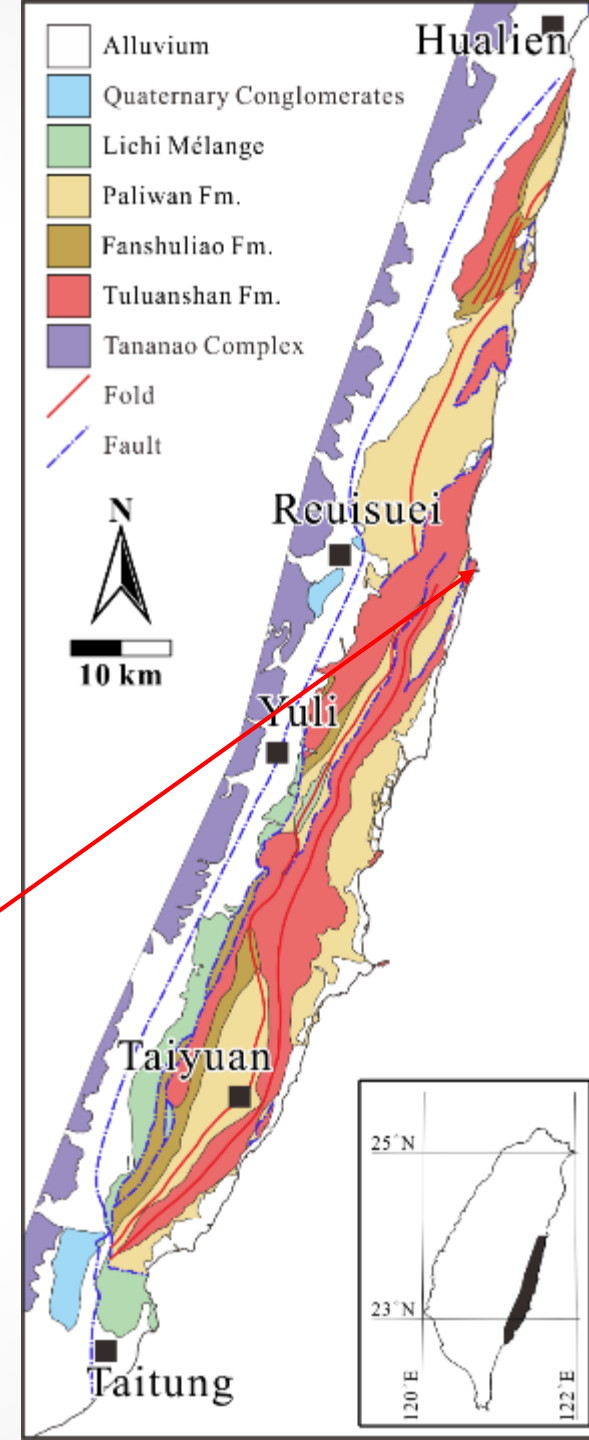 Hualien
Alluvium
Quaternary Conglomerates
Lichi Mélange
Paliwan Fm.
Fanshuliao Fm.
Tuluanshan Fm.
Tananao Complex
Fold
Fault
N
10 km
Reuisuei
Yuli
Taiyuan
Taitung
25°N
23°N
120°E
122°E